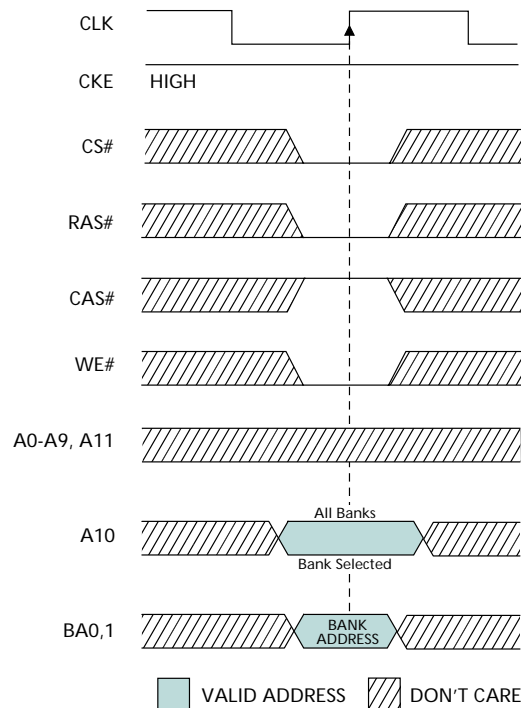 CLK
CKE HIGH
CS#
RAS#
CAS#
WE#
A0-A9, A11
All Banks
A10
Bank Selected
BA0,1
BANK
ADDRESS
VALID ADDRESS DON'T CARE